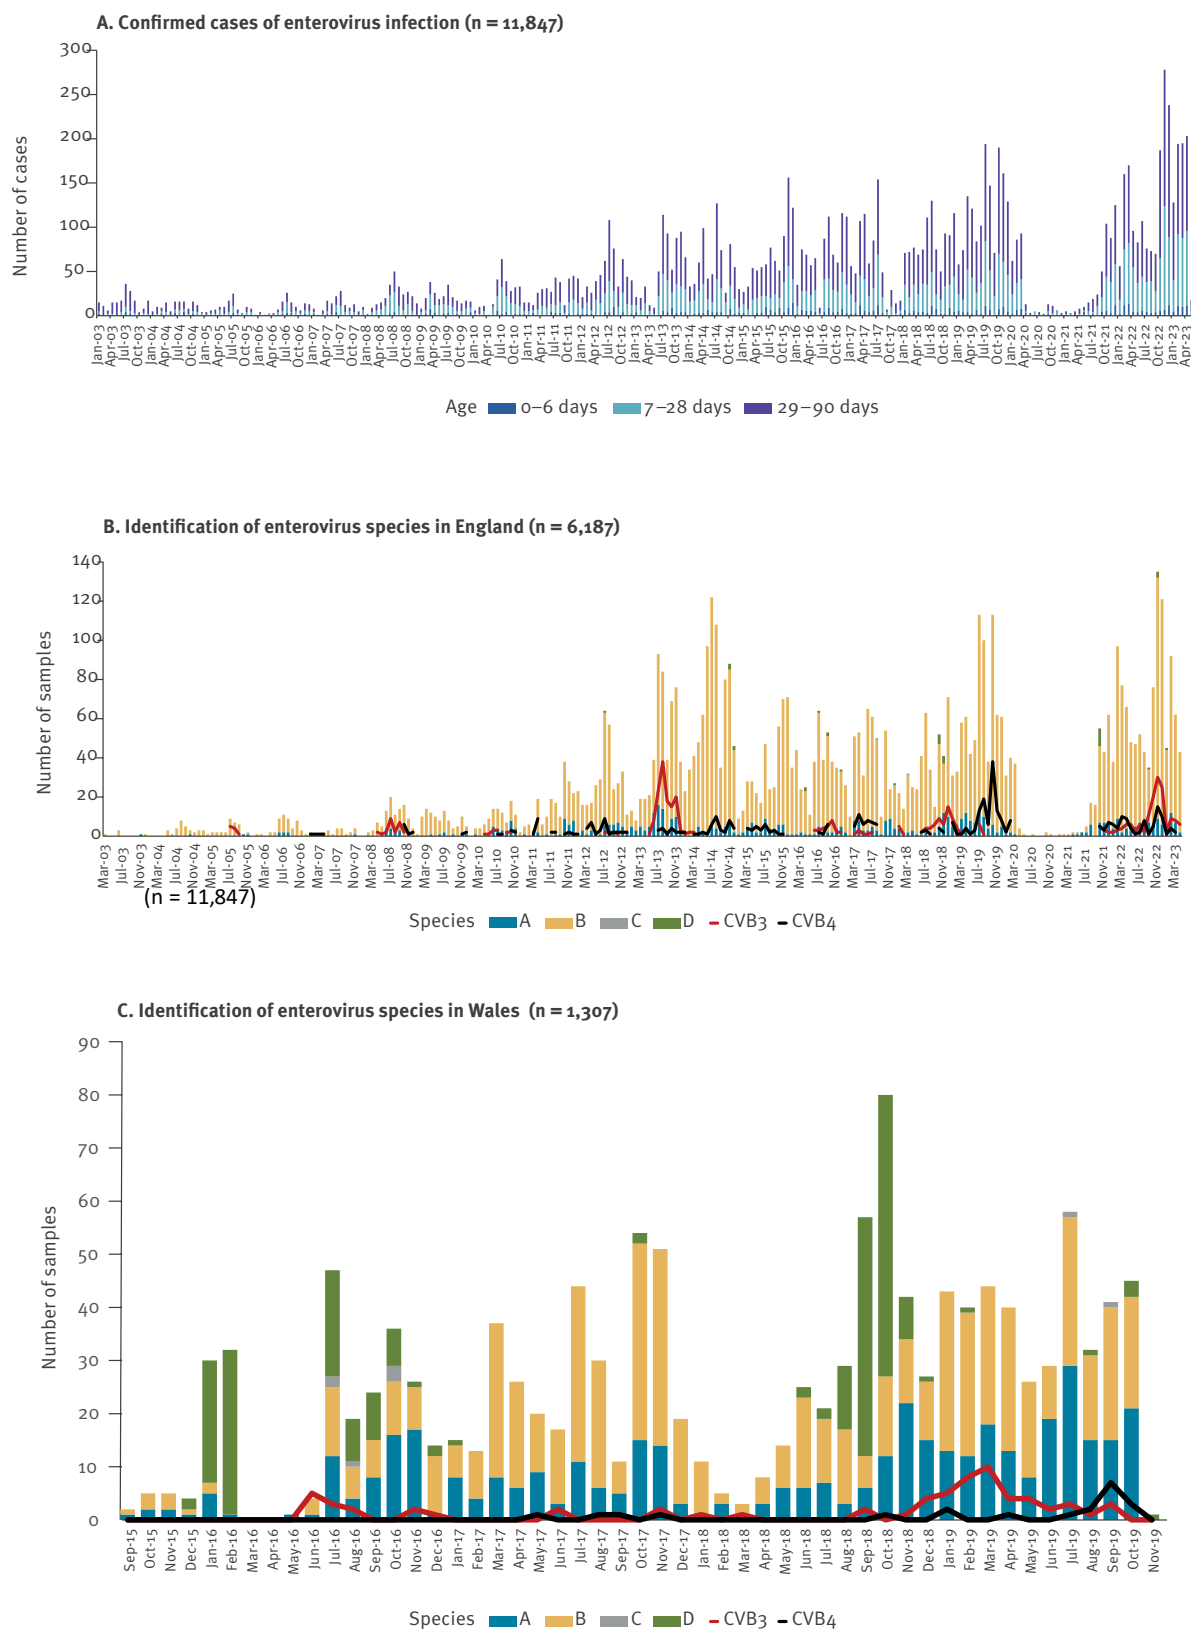 A. Confirmed cases of enterovirus infection (n = 11,847)
Number of cases
300
250
200
150
100
50
0
Jan-03 Apr-03 Jul-03 Oct-03 Jan-04 Apr-04 Jul-04 Oct-04 Jan-05 Apr-05 Jul-05 Oct-05 Jan-06 Apr-06 Jul-06 Oct-06 Jan-07 Apr-07 Jul-07 Oct-07 Jan-08 Apr-08 Jul-08 Oct-08 Jan-09 Apr-09 Jul-09 Oct-09 Jan-10 Apr-10 Jul-10 Oct-10 Jan-11 Apr-11 Jul-11 Oct-11 Jan-12 Apr-12 Jul-12 Oct-12 Jan-13 Apr-13 Jul-13 Oct-13 Jan-14 Apr-14 Jul-14 Oct-14 Jan-15 Apr-15 Jul-15 Oct-15 Jan-16 Apr-16 Jul-16 Oct-16 Jan-17 Apr-17 Jul-17 Oct-17 Jan-18 Apr-18 Jul-18 Oct-18 Jan-19 Apr-19 Jul-19 Oct-19 Jan-20 Apr-20 Jul-20 Oct-20 Jan-21 Apr-21 Jul-21 Oct-21 Jan-22 Apr-22 Jul-22 Oct-22 Jan-23 Apr-23
Age 0–6 days 7–28 days 29–90 days
B. Identification of enterovirus species in England (n = 6,187)
Number of samples
140
120
100
80
60
40
20
0
Mar-03 Jul-03 Nov-03 Mar-04 Jul-04 Nov-04 Mar-05 Jul-05 Nov-05 Mar-06 Jul-06 Nov-06 Mar-07 Jul-07 Nov-07 Mar-08 Jul-08 Nov-08 Mar-09 Jul-09 Nov-09 Mar-10 Jul-10 Nov-10 Mar-11 Jul-11 Nov-11 Mar-12 Jul-12 Nov-12 Mar-13 Jul-13 Nov-13 Mar-14 Jul-14 Nov-14 Mar-15 Jul-15 Nov-15 Mar-16 Jul-16 Nov-16 Mar-17 Jul-17 Nov-17 Mar-18 Jul-18 Nov-18 Mar-19 Jul-19 Nov-19 Mar-20 Jul-20 Nov-20 Mar-21 Jul-21 Nov-21 Mar-22 Jul-22 Nov-22 Mar-23
(n = 11,847)
Species A B C D CVB3 CVB4
C. Identification of enterovirus species in Wales (n = 1,307)
Number of samples
90
80
70
60
50
40
30
20
10
0
Sep-15 Oct-15 Nov-15 Dec-15 Jan-16 Feb-16 Mar-16 Apr-16 May-16 Jun-16 Jul-16 Aug-16 Sep-16 Oct-16 Nov-16 Dec-16 Jan-17 Feb-17 Mar-17 Apr-17 May-17 Jun-17 Jul-17 Aug-17 Sep-17 Oct-17 Nov-17 Dec-17 Jan-18 Feb-18 Mar-18 Apr-18 May-18 Jun-18 Jul-18 Aug-18 Sep-18 Oct-18 Nov-18 Dec-18 Jan-19 Feb-19 Mar-19 Apr-19 May-19 Jun-19 Jul-19 Aug-19 Sep-19 Oct-19 Nov-19
Species A B C D CVB3 CVB4